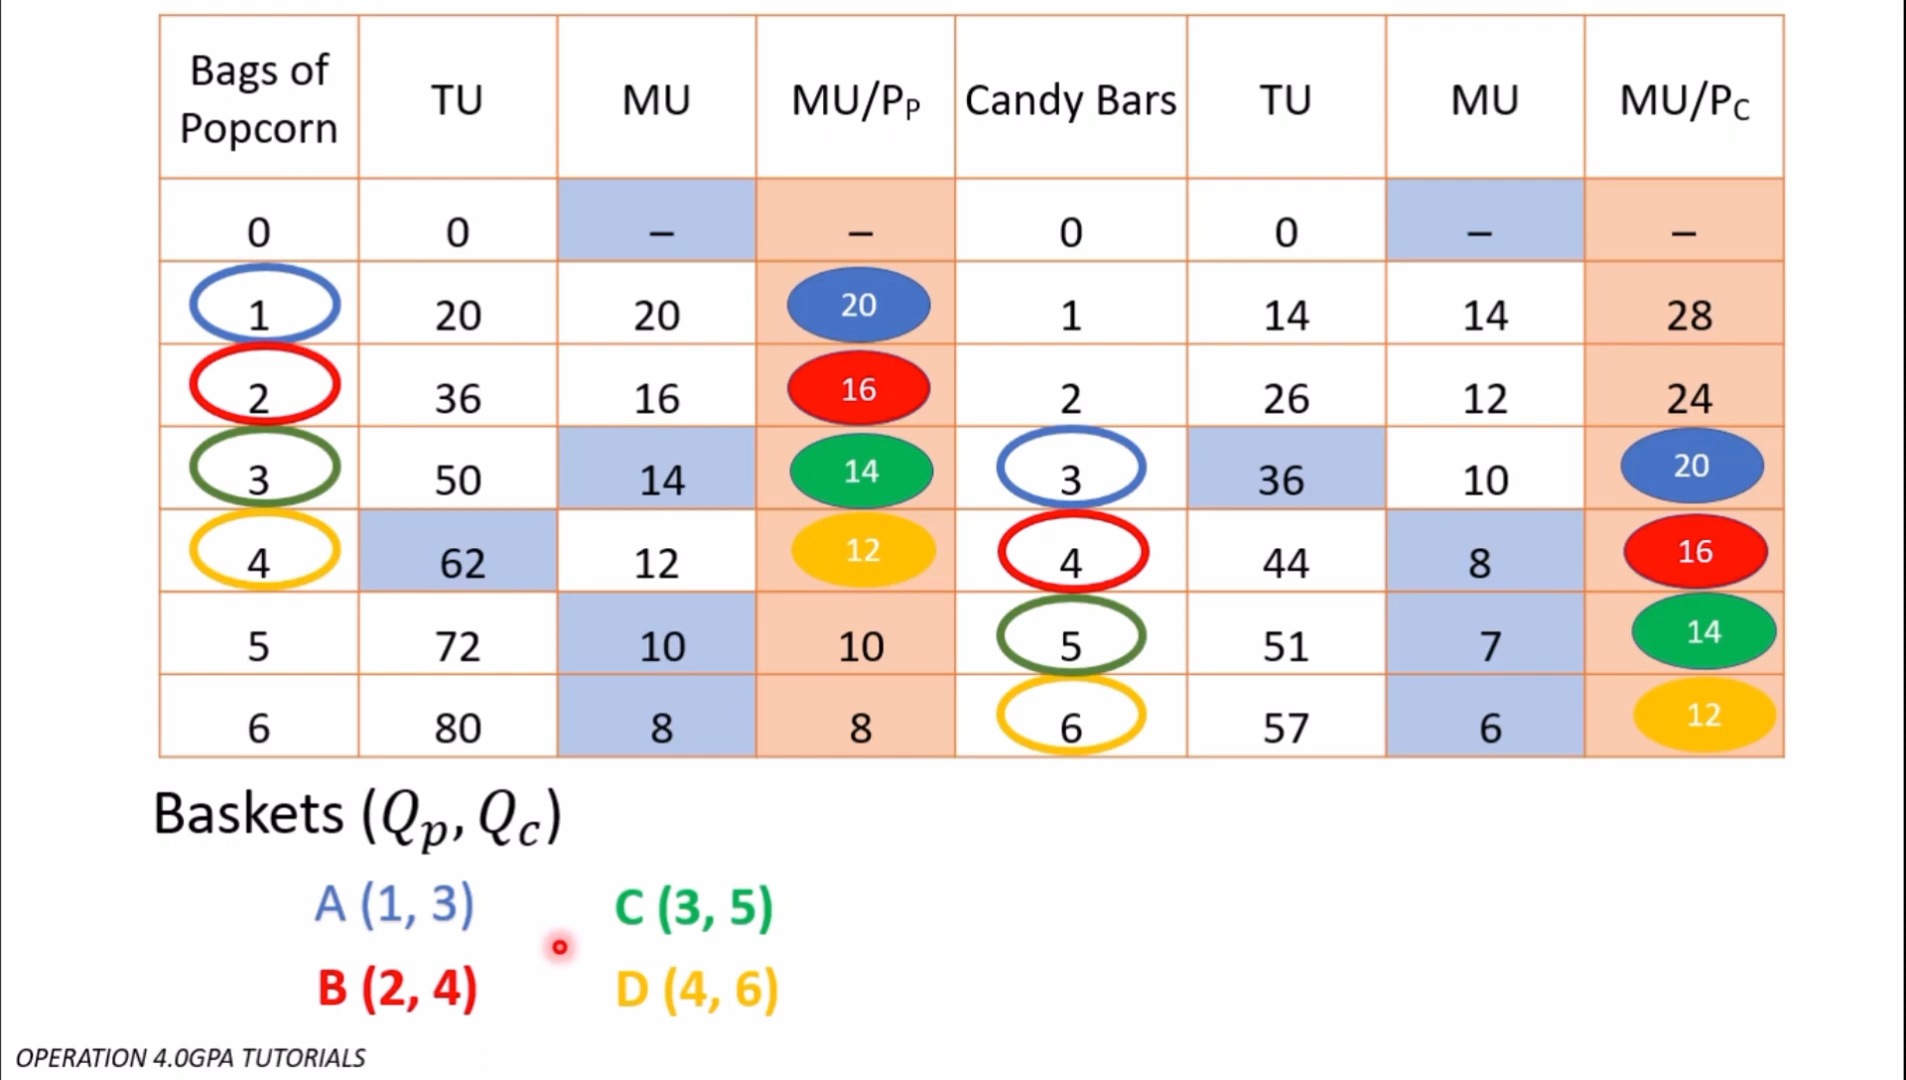 Bags of Popcorn TU MU MU/Pₚ Candy Bars TU MU MU/P_C
0 0 – – 0 0 – –
1 20 20 20 1 14 14 28
2 36 16 16 2 26 12 24
3 50 14 14 3 36 10 20
4 62 12 12 4 44 8 16
5 72 10 10 5 51 7 14
6 80 8 8 6 57 6 12
Baskets (Qₚ, Q_c)
A (1, 3) C (3, 5)
B (2, 4) D (4, 6)
OPERATION 4.0GPA TUTORIALS